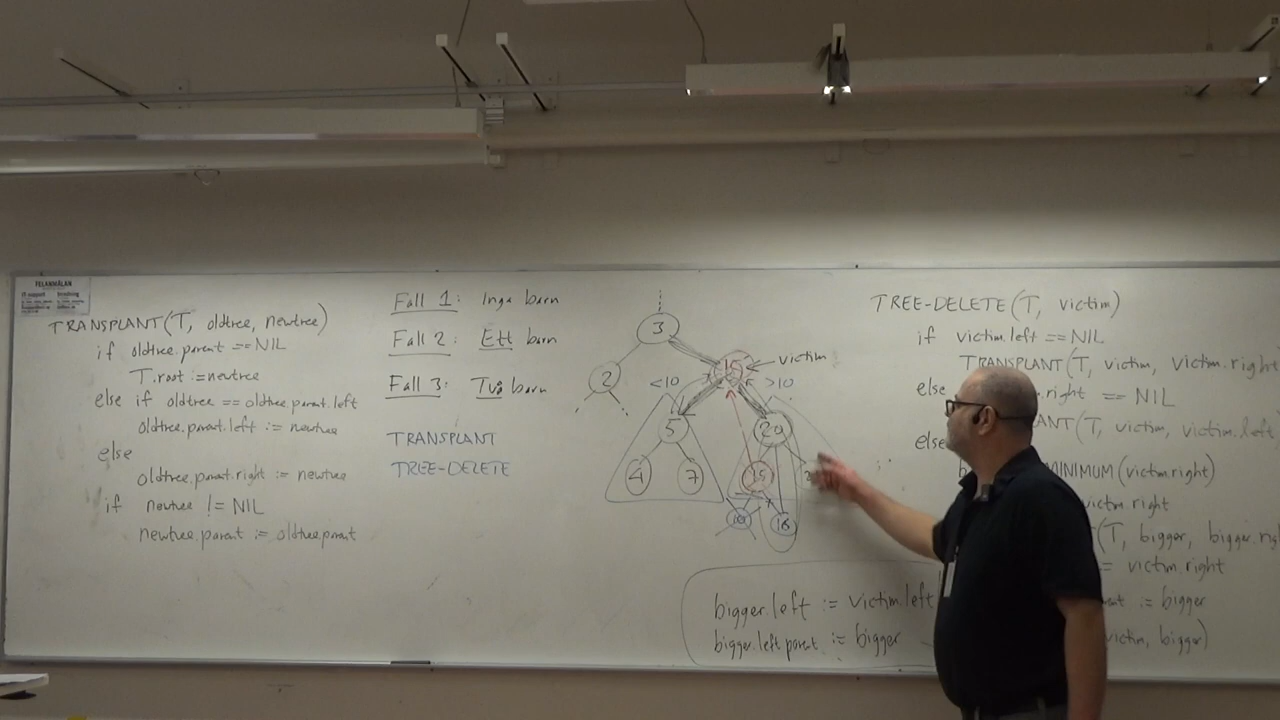 FELANMÄLAN
TRANSPLANT(T, oldtree, newtree)
if oldtree.parent == NIL
T.root := newtree
else if oldtree == oldtree.parent.left
oldtree.parent.left := newtree
else
oldtree.parent.right := newtree
if newtree != NIL
newtree.parent := oldtree.parent
Fall 1: Inga barn
Fall 2: Ett barn
Fall 3: Två barn
TRANSPLANT
TREE-DELETE
3
2
15
victim
<10
>10
5
20
4
7
15
16
bigger.left := victim.left
bigger.left.parent := bigger
TREE-DELETE(T, victim)
if victim.left == NIL
TRANSPLANT(T, victim, victim.right
else
.right == NIL
ANT(T, victim, victim.left
else
MINIMUM(victim.right)
victim.right
(T, bigger, bigger.rig
= victim.right
:= bigger
victim, bigger)